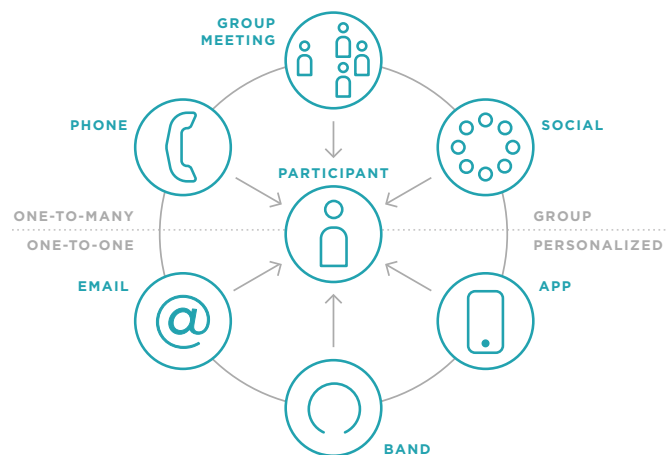 GROUP
MEETING
PHONE
SOCIAL
PARTICIPANT
ONE-TO-MANY
GROUP
ONE-TO-ONE
PERSONALIZED
EMAIL
APP
@
BAND